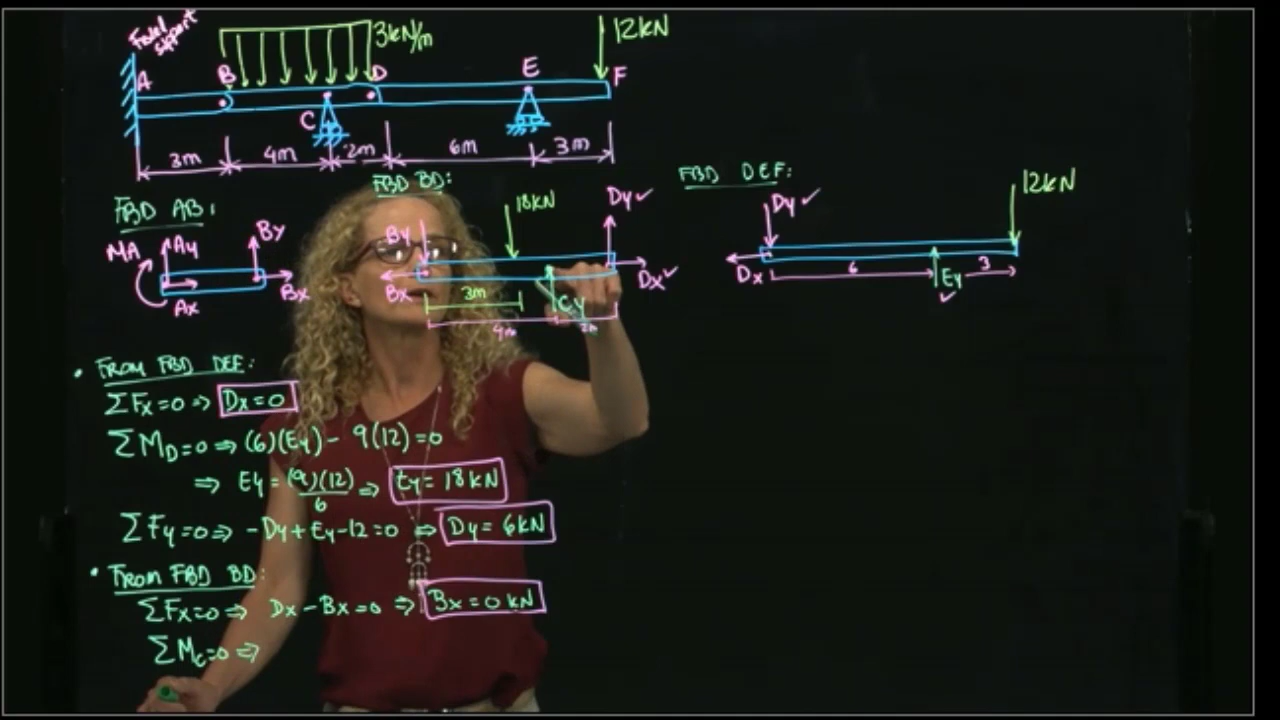 Fixed support
3kN/m
12kN
A
B
D
E
F
C
3m
4m
2m
6m
3m
FBD AB:
MA
Ay
By
Ax
Bx
FBD BD:
By
18kN
Dy ✓
Bx
Dx ✓
3m
Cy
4m
2m
FBD DEF:
12kN
Dy ✓
Dx
6
Ey
3
✓
• FROM FBD DEF:
ΣFx=0 ⇒ Dx=0
ΣMD=0 ⇒ (6)(Ey) - 9(12)=0
⇒ Ey = (9)(12)/6 ⇒ Ey = 18kN
ΣFy=0 ⇒ -Dy+Ey-12=0 ⇒ Dy = 6kN
• FROM FBD BD:
ΣFx=0 ⇒ Dx-Bx=0 ⇒ Bx=0 kN
ΣMc=0 ⇒